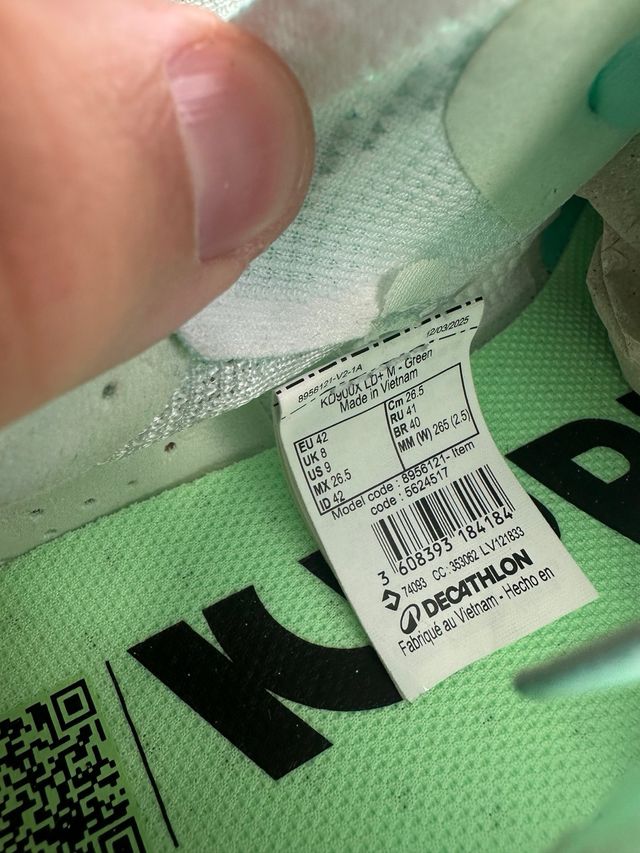 12/03/2025
8956121-V2-1A
KD900X LD+ M - Green
Made in Vietnam
EU 42
UK 8
US 9
MX 26.5
ID 42
Cm 26.5
RU 41
BR 40
MM (W) 265 (2.5)
Model code : 8956121- Item
code : 5624517
3 608393 184184
74093 CC: 353062 LV121833
DECATHLON
Fabriqué au Vietnam - Hecho en